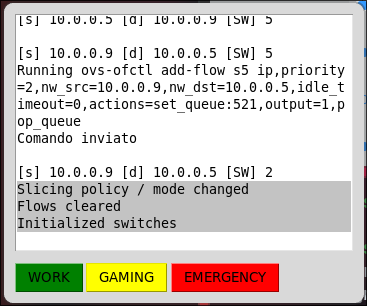 [s] 10.0.0.5 [d] 10.0.0.9 [SW] 5
[s] 10.0.0.9 [d] 10.0.0.5 [SW] 5
Running ovs-ofctl add-flow s5 ip,priority
=2,nw_src=10.0.0.9,nw_dst=10.0.0.5,idle_t
imeout=0,actions=set_queue:521,output=1,p
op_queue
Comando inviato
[s] 10.0.0.9 [d] 10.0.0.5 [SW] 2
Slicing policy / mode changed
Flows cleared
Initialized switches
WORK GAMING EMERGENCY